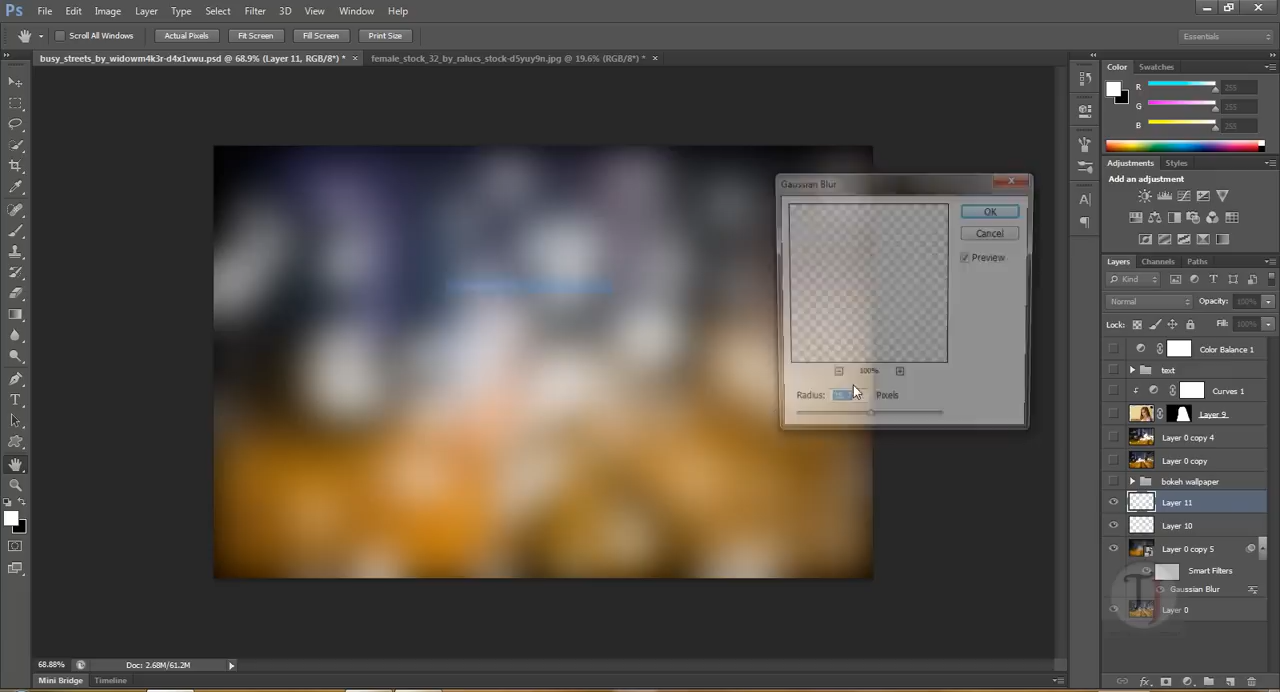 Ps File Edit Image Layer Type Select Filter 3D View Window Help
Scroll All Windows Actual Pixels Fit Screen Fill Screen Print Size Essentials
busy_streets_by_widowm4k3r-d4x1vwu.psd @ 68.9% (Layer 11, RGB/8*) * × female_stock_32_by_ralucs_stock-d5yuy9n.jpg @ 19.6% (RGB/8*) * ×
Color Swatches
R 255
G 255
B 255
Adjustments Styles
Add an adjustment
Gaussian Blur
OK
Cancel
Preview
100%
Radius: Pixels
Layers Channels Paths
Kind
Normal Opacity: 100%
Lock: Fill: 100%
Color Balance 1
text
Curves 1
Layer 9
Layer 0 copy 4
Layer 0 copy
bokeh wallpaper
Layer 11
Layer 10
Layer 0 copy 5
Smart Filters
Gaussian Blur
Layer 0
68.88% Doc: 2.68M/61.2M
Mini Bridge Timeline